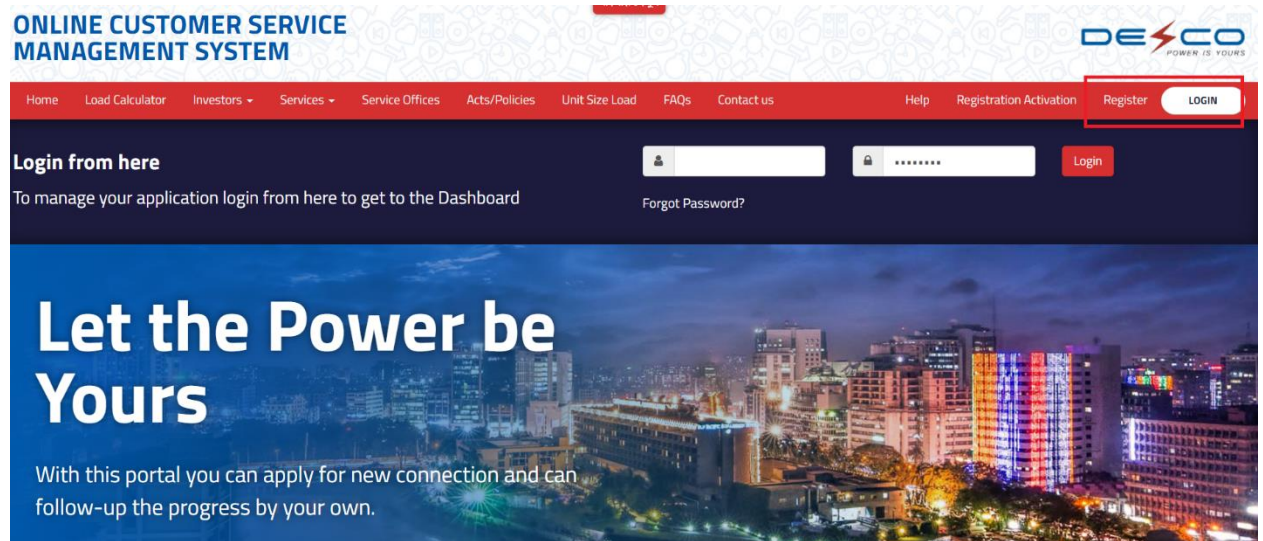 ONLINE CUSTOMER SERVICE
MANAGEMENT SYSTEM
DESCO
POWER IS YOURS
Home Load Calculator Investors Services Service Offices Acts/Policies Unit Size Load FAQs Contact us Help Registration Activation Register LOGIN
Login from here
Login
To manage your application login from here to get to the Dashboard
Forgot Password?
Let the Power be
Yours
With this portal you can apply for new connection and can
follow-up the progress by your own.